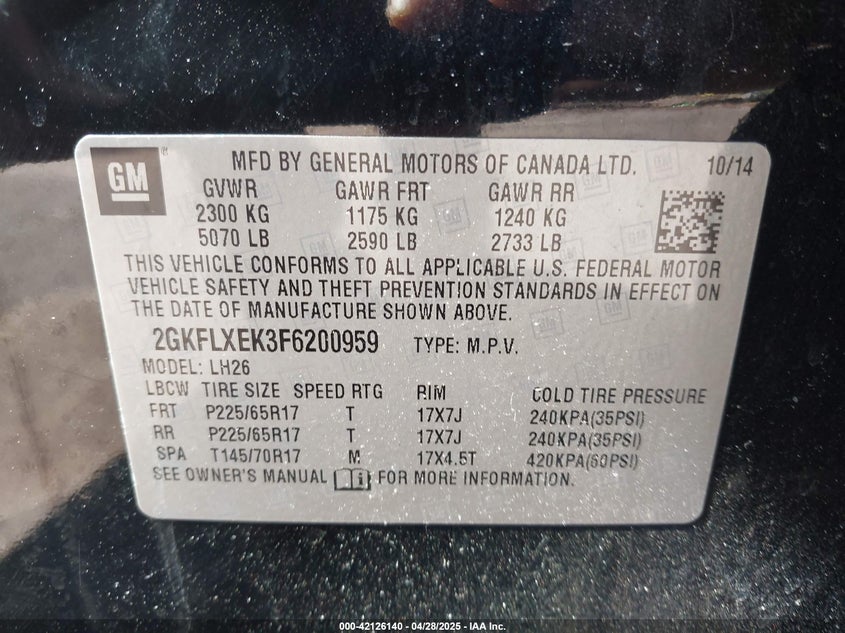 GM
MFD BY GENERAL MOTORS OF CANADA LTD. 10/14
GVWR GAWR FRT GAWR RR
2300 KG 1175 KG 1240 KG
5070 LB 2590 LB 2733 LB
THIS VEHICLE CONFORMS TO ALL APPLICABLE U.S. FEDERAL MOTOR
VEHICLE SAFETY AND THEFT PREVENTION STANDARDS IN EFFECT ON
THE DATE OF MANUFACTURE SHOWN ABOVE.
2GKFLXEK3F6200959 TYPE: M.P.V.
MODEL: LH26
LBCW TIRE SIZE SPEED RTG RIM COLD TIRE PRESSURE
FRT P225/65R17 T 17X7J 240KPA(35PSI)
RR P225/65R17 T 17X7J 240KPA(35PSI)
SPA T145/70R17 M 17X4.5T 420KPA(60PSI)
SEE OWNER'S MANUAL FOR MORE INFORMATION.
000-42126140 - 04/28/2025 - IAA Inc.